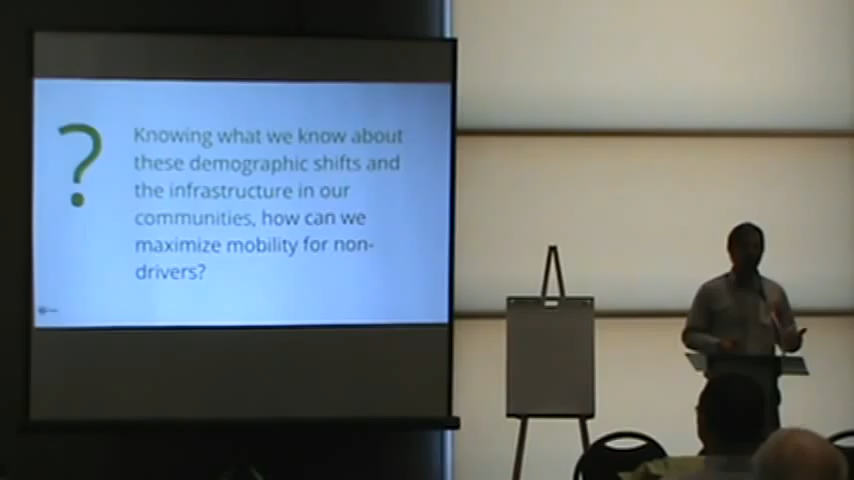 ?
Knowing what we know about
these demographic shifts and
the infrastructure in our
communities, how can we
maximize mobility for non-
drivers?